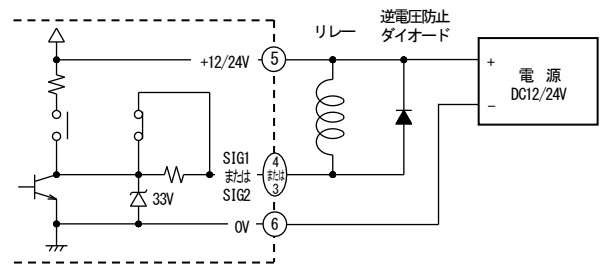 逆電圧防止
リレー ダイオード
+12/24V 5
+
電 源
DC12/24V
−
SIG1
または
SIG2
4
または
3
33V
0V 6